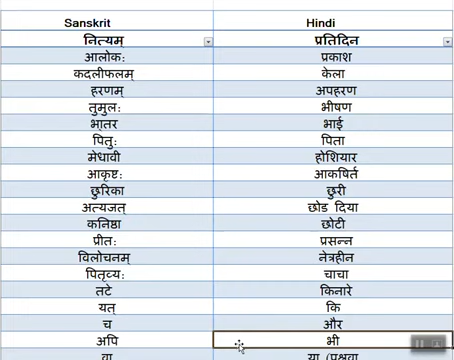 Sanskrit Hindi
नित्यम् प्रतिदिन
आलोक: प्रकाश
कदलीफलम् केला
हरणम् अपहरण
तुमुल: भीषण
भा्तर भाई
पितु: पिता
मेधावी होशियार
आकृष्ट: आकषिर्त
छुरिका छुरी
अत्यजत् छोड दिया
कनिष्ठा छोटी
प्रीत: प्रसन्न
विलोचनम् नेत्रहीन
पितृव्य: चाचा
तटे किनारे
यत् कि
च और
अपि भी
वा या